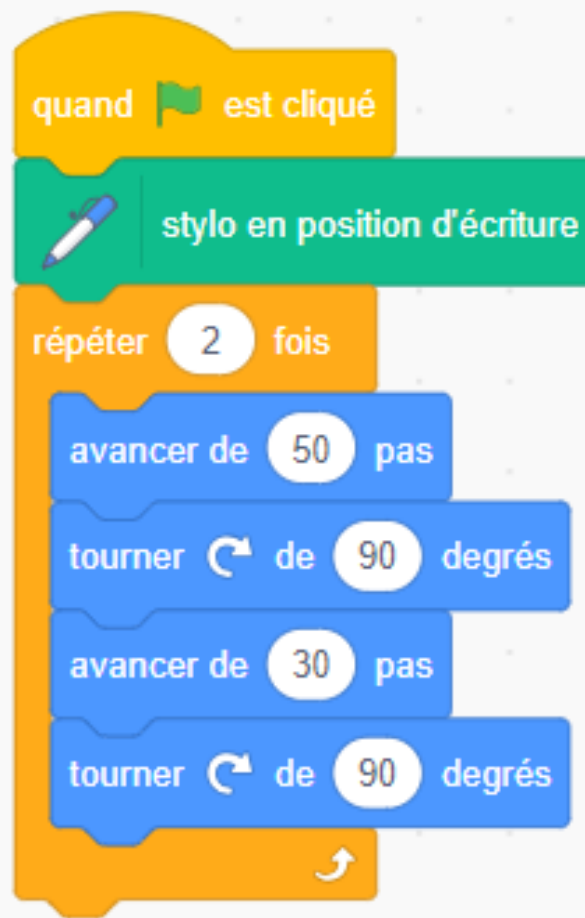 quand est cliqué
stylo en position d'écriture
répéter 2 fois
avancer de 50 pas
tourner de 90 degrés
avancer de 30 pas
tourner de 90 degrés